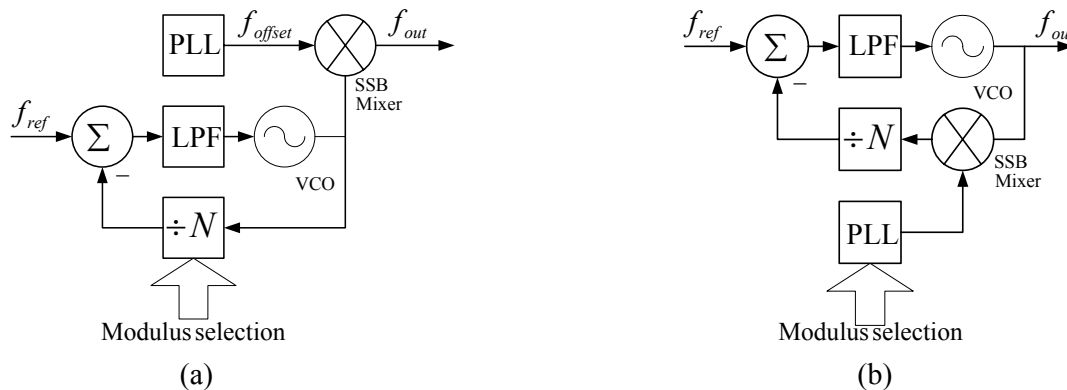 PLL
f_offset
f_out
SSB
Mixer
f_ref
Σ
−
LPF
VCO
÷N
Modulus selection
(a)
f_ref
Σ
−
LPF
VCO
f_ou
÷N
SSB
Mixer
PLL
Modulus selection
(b)